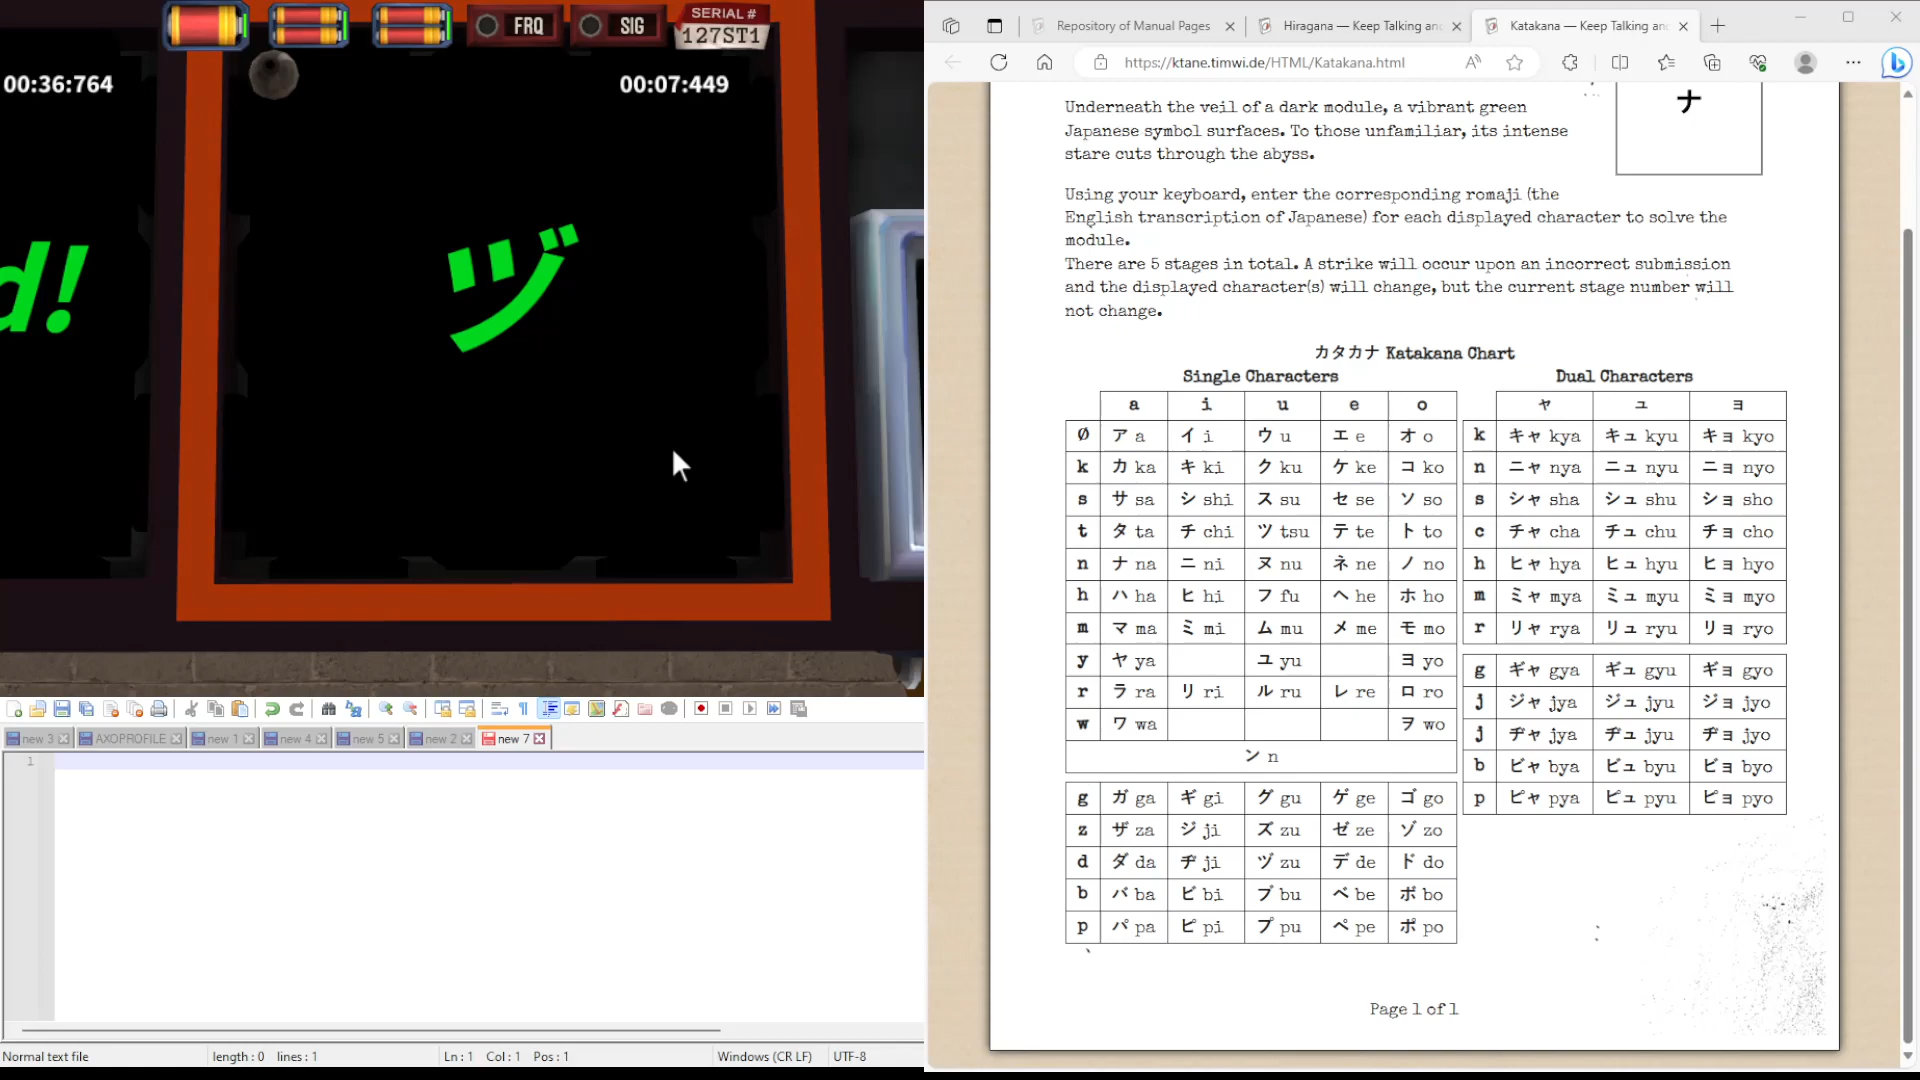 FRQ
SIG
SERIAL #
127ST1
00:36:764
00:07:449
d!
ヅ
Repository of Manual Pages
Hiragana — Keep Talking and
Katakana — Keep Talking and
https://ktane.timwi.de/HTML/Katakana.html
ナ
Underneath the veil of a dark module, a vibrant green
Japanese symbol surfaces. To those unfamiliar, its intense
stare cuts through the abyss.
Using your keyboard, enter the corresponding romaji (the
English transcription of Japanese) for each displayed character to solve the
module.
There are 5 stages in total. A strike will occur upon an incorrect submission
and the displayed character(s) will change, but the current stage number will
not change.
カタカナ Katakana Chart
Single Characters
a i u e o
Ø ア a イ i ウ u エ e オ o
k カ ka キ ki ク ku ケ ke コ ko
s サ sa シ shi ス su セ se ソ so
t タ ta チ chi ツ tsu テ te ト to
n ナ na ニ ni ヌ nu ネ ne ノ no
h ハ ha ヒ hi フ fu ヘ he ホ ho
m マ ma ミ mi ム mu メ me モ mo
y ヤ ya ユ yu ヨ yo
r ラ ra リ ri ル ru レ re ロ ro
w ワ wa ヲ wo
ン n
g ガ ga ギ gi グ gu ゲ ge ゴ go
z ザ za ジ ji ズ zu ゼ ze ゾ zo
d ダ da ヂ ji ヅ zu デ de ド do
b バ ba ビ bi ブ bu ベ be ボ bo
p パ pa ピ pi プ pu ペ pe ポ po
Dual Characters
ヤ ユ ヨ
k キャ kya キュ kyu キョ kyo
n ニャ nya ニュ nyu ニョ nyo
s シャ sha シュ shu ショ sho
c チャ cha チュ chu チョ cho
h ヒャ hya ヒュ hyu ヒョ hyo
m ミャ mya ミュ myu ミョ myo
r リャ rya リュ ryu リョ ryo
g ギャ gya ギュ gyu ギョ gyo
j ジャ jya ジュ jyu ジョ jyo
j ヂャ jya ヂュ jyu ヂョ jyo
b ビャ bya ビュ byu ビョ byo
p ピャ pya ピュ pyu ピョ pyo
Page 1 of 1
new 3
AXOPROFILE
new 1
new 4
new 5
new 2
new 7
1
Normal text file
length : 0 lines : 1
Ln : 1 Col : 1 Pos : 1
Windows (CR LF)
UTF-8